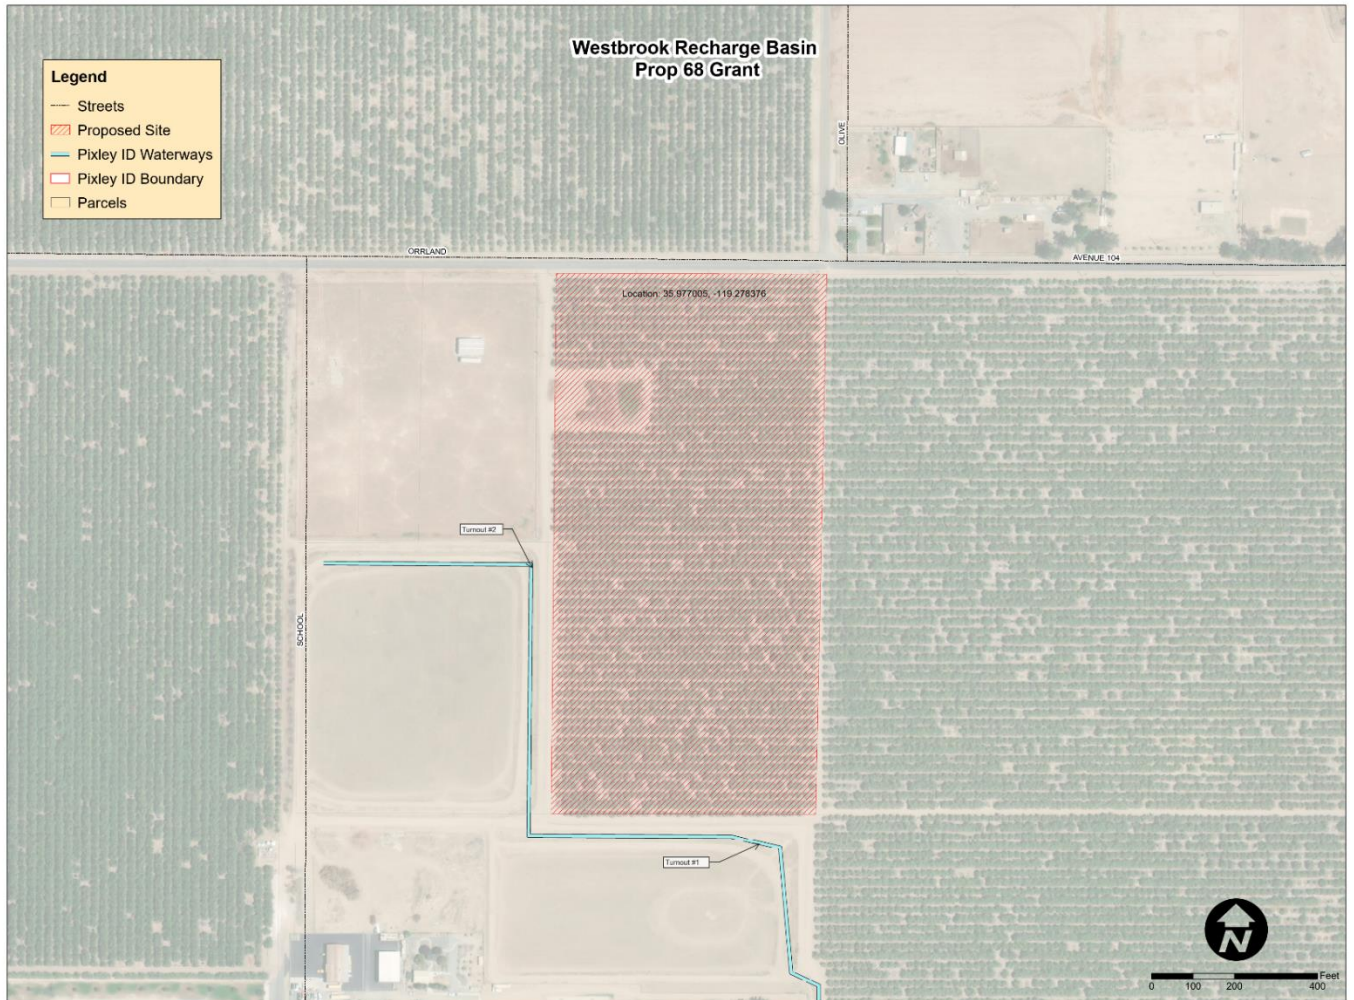 Westbrook Recharge Basin
Prop 68 Grant
Legend
Streets
Proposed Site
Pixley ID Waterways
Pixley ID Boundary
Parcels
OLIVE
ORRLAND
AVENUE 104
Location: 35.977005, -119.278376
Turnout #2
SCHOOL
Turnout #1
N
Feet
0 100 200 400